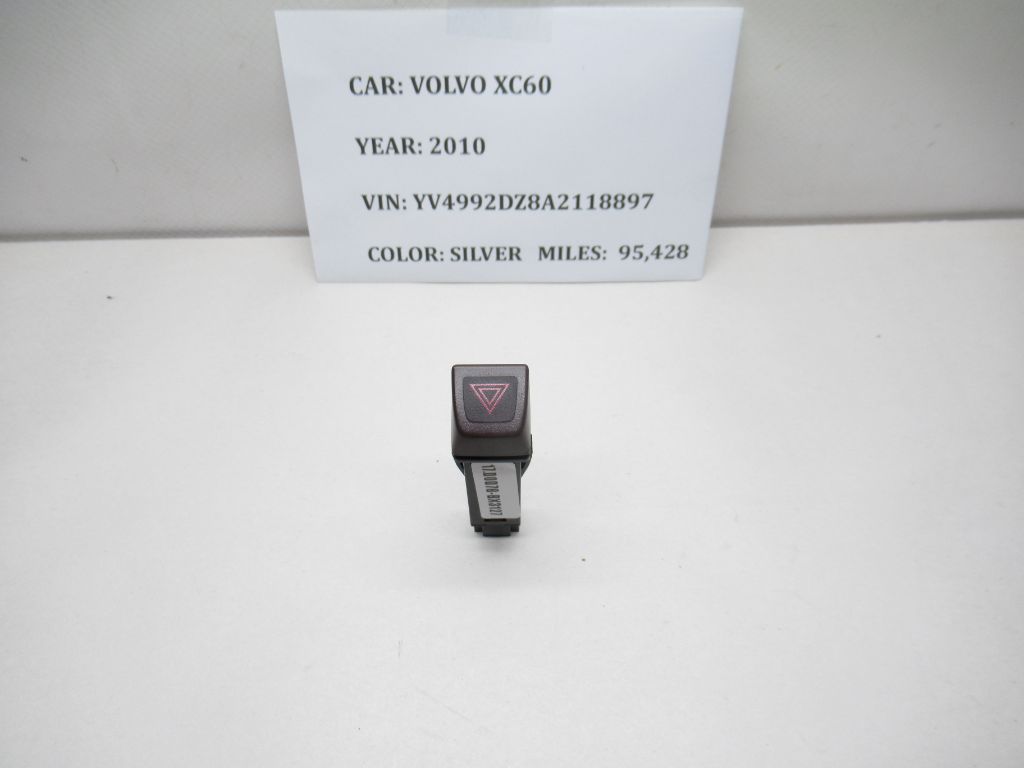 CAR: VOLVO XC60
YEAR: 2010
VIN: YV4992DZ8A2118897
COLOR: SILVER MILES: 95,428